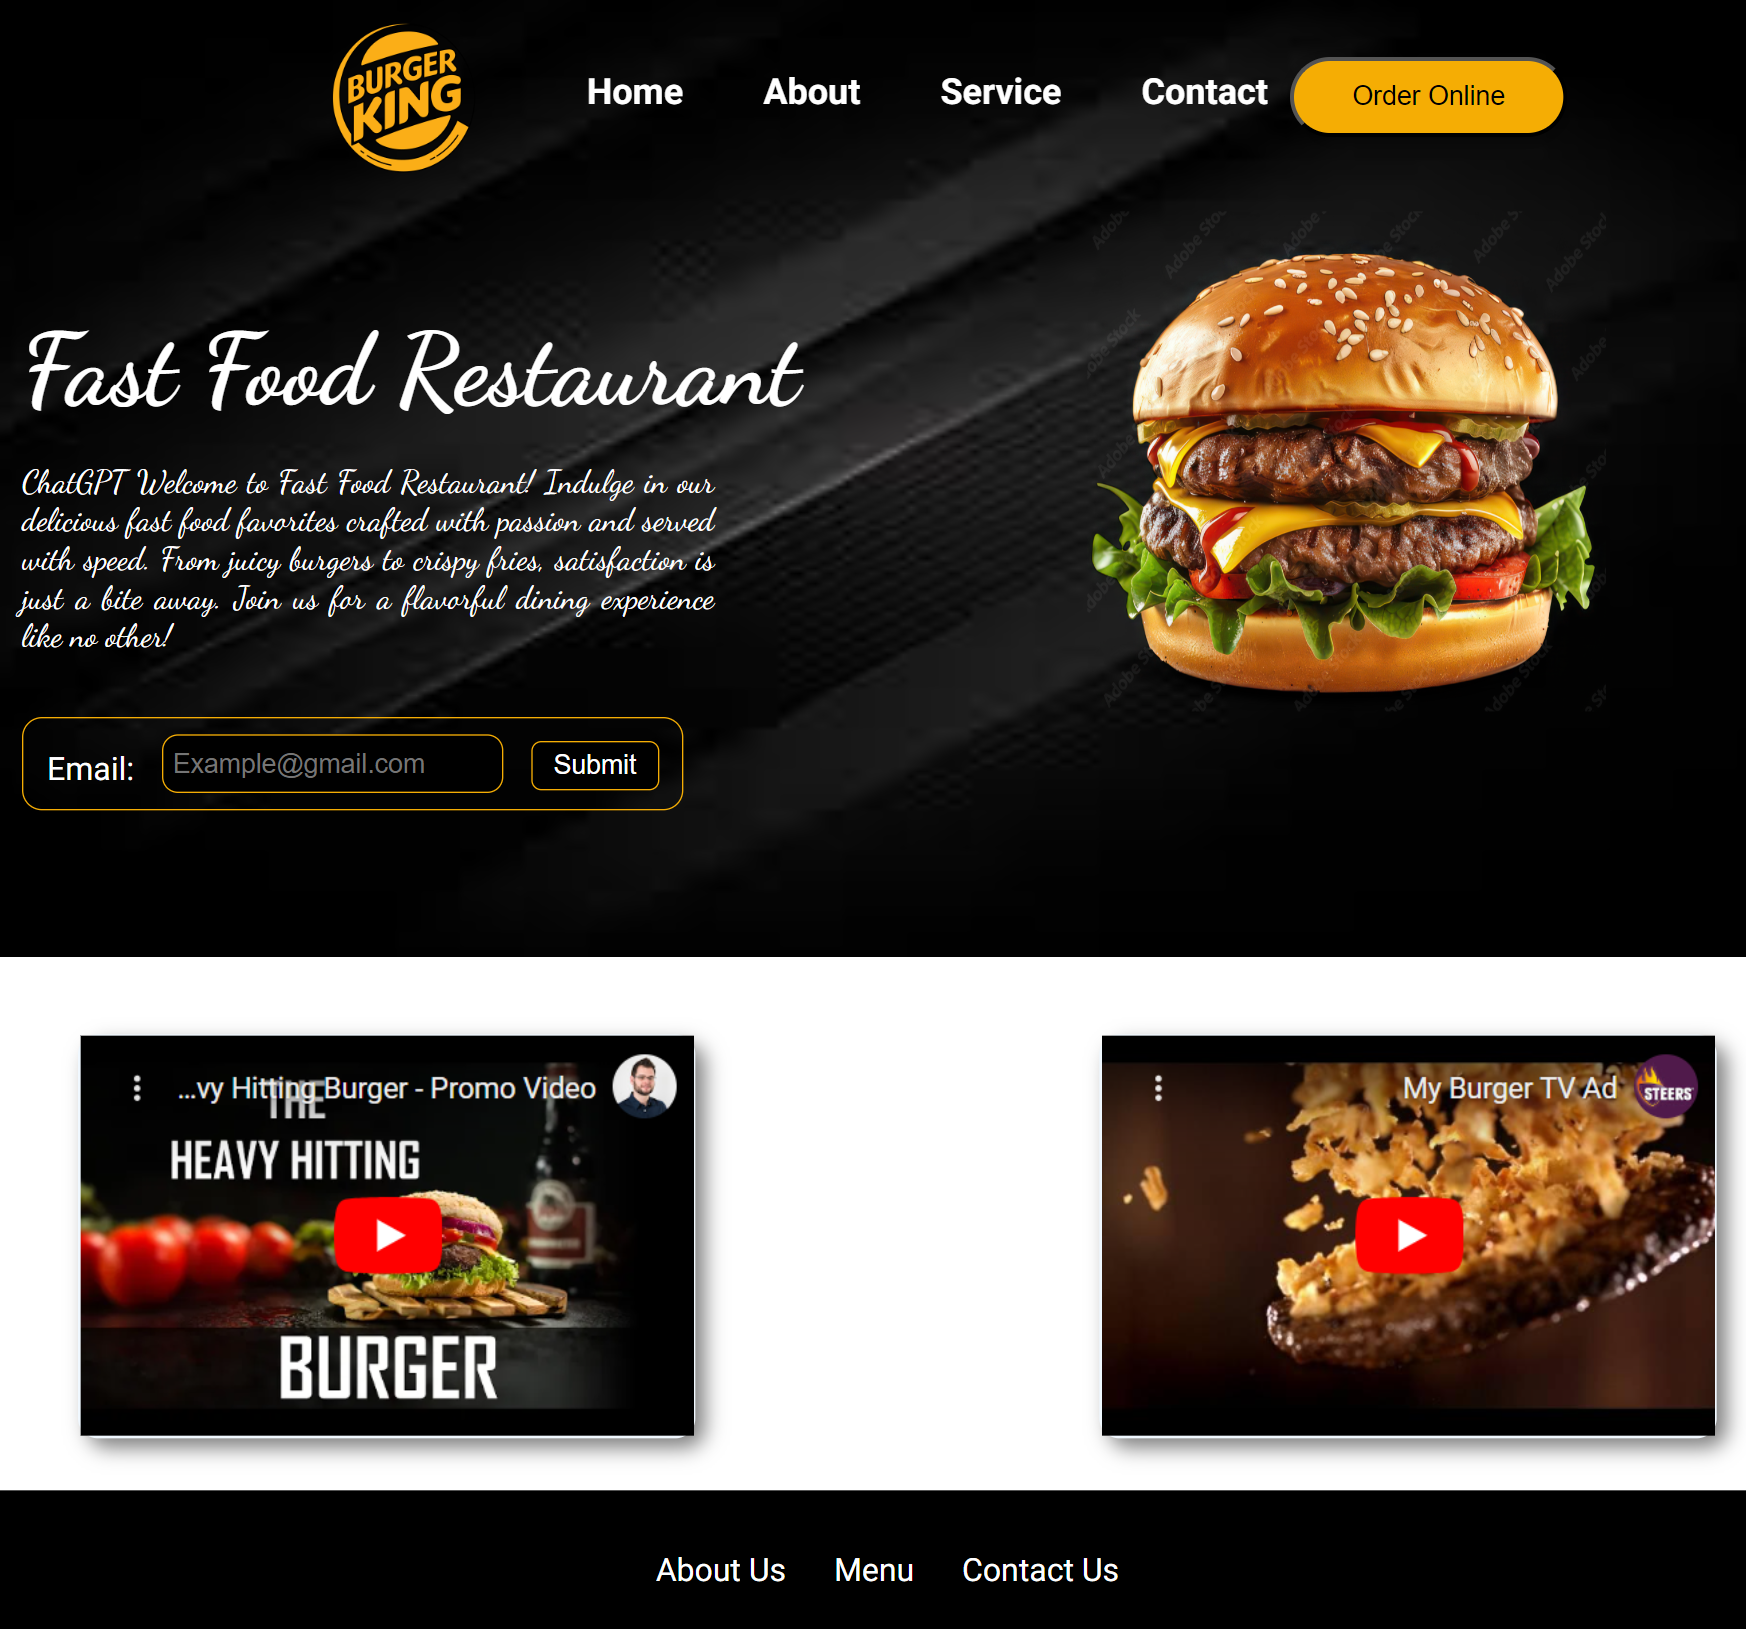 BURGER
KING
Home About Service Contact Order Online
Fast Food Restaurant
ChatGPT Welcome to Fast Food Restaurant! Indulge in our
delicious fast food favorites crafted with passion and served
with speed. From juicy burgers to crispy fries, satisfaction is
just a bite away. Join us for a flavorful dining experience
like no other!
Email: Example@gmail.com Submit
Adobe Stock
...vy Hitting Burger - Promo Video
THE
HEAVY HITTING
BURGER
My Burger TV Ad
STEERS
About Us Menu Contact Us